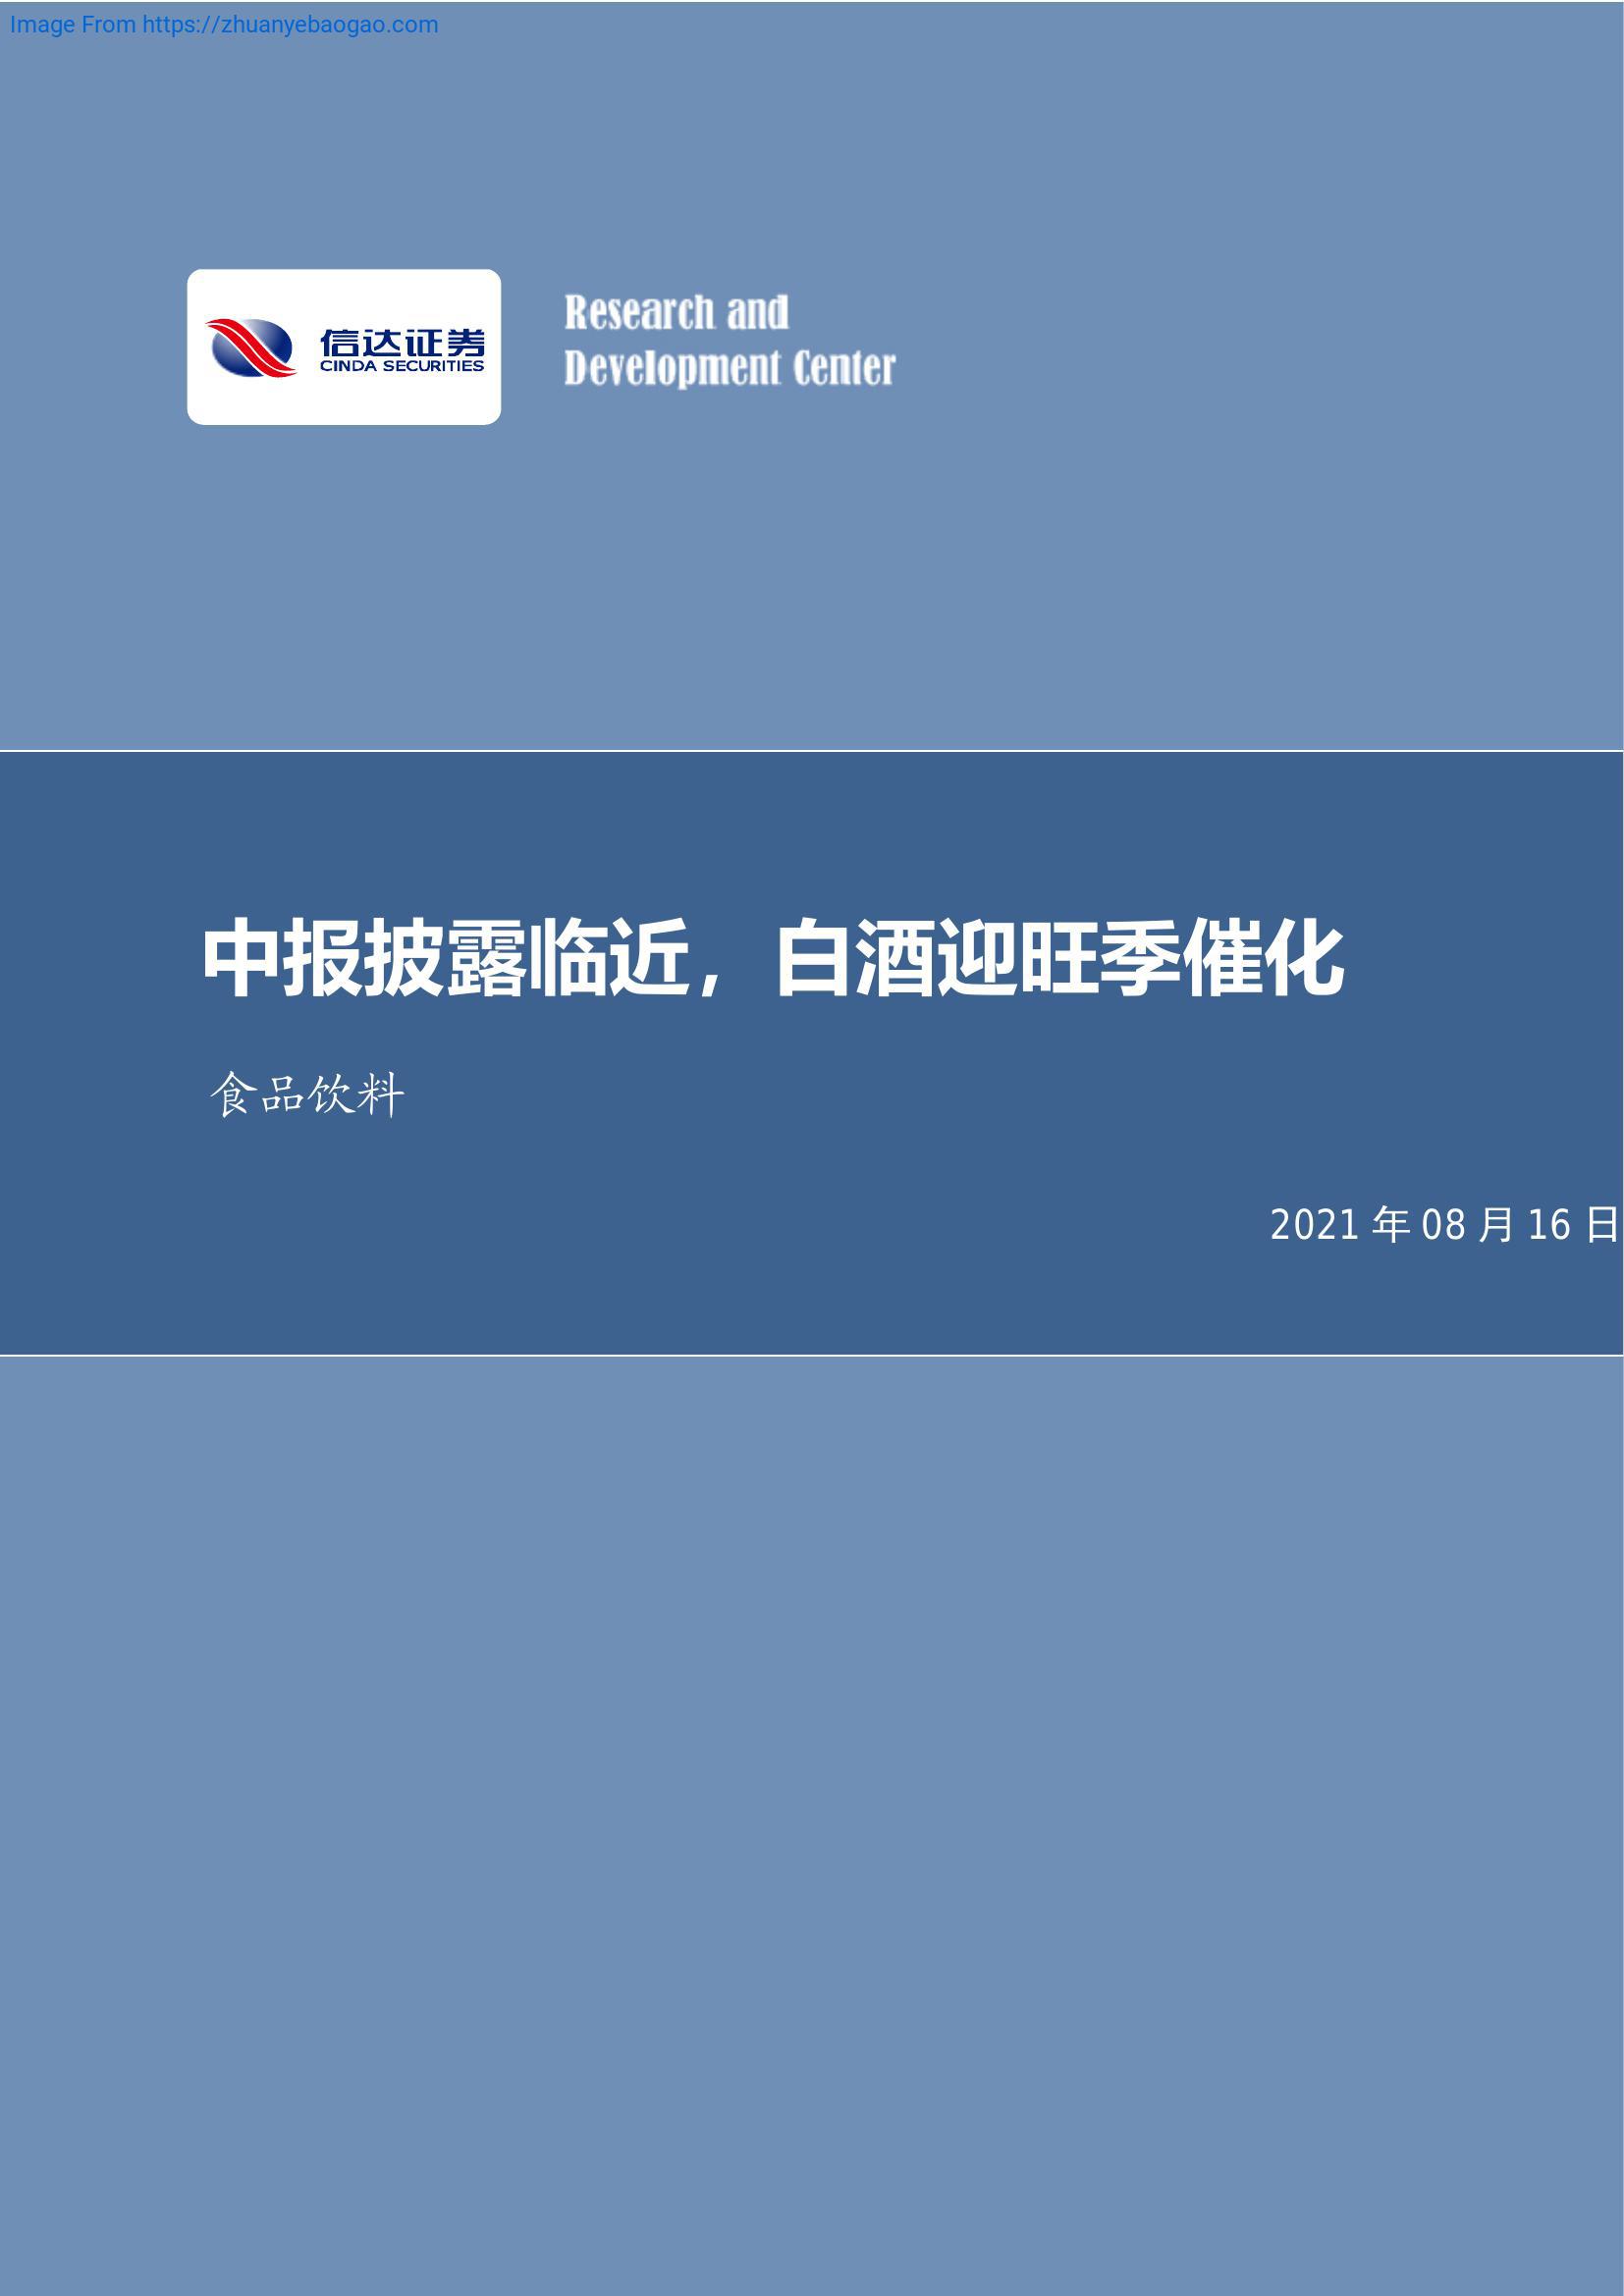 Image From https://zhuanyebaogao.com
信达证券
CINDA SECURITIES
Research and
Development Center
中报披露临近，白酒迎旺季催化
食品饮料
2021 年 08 月 16 日